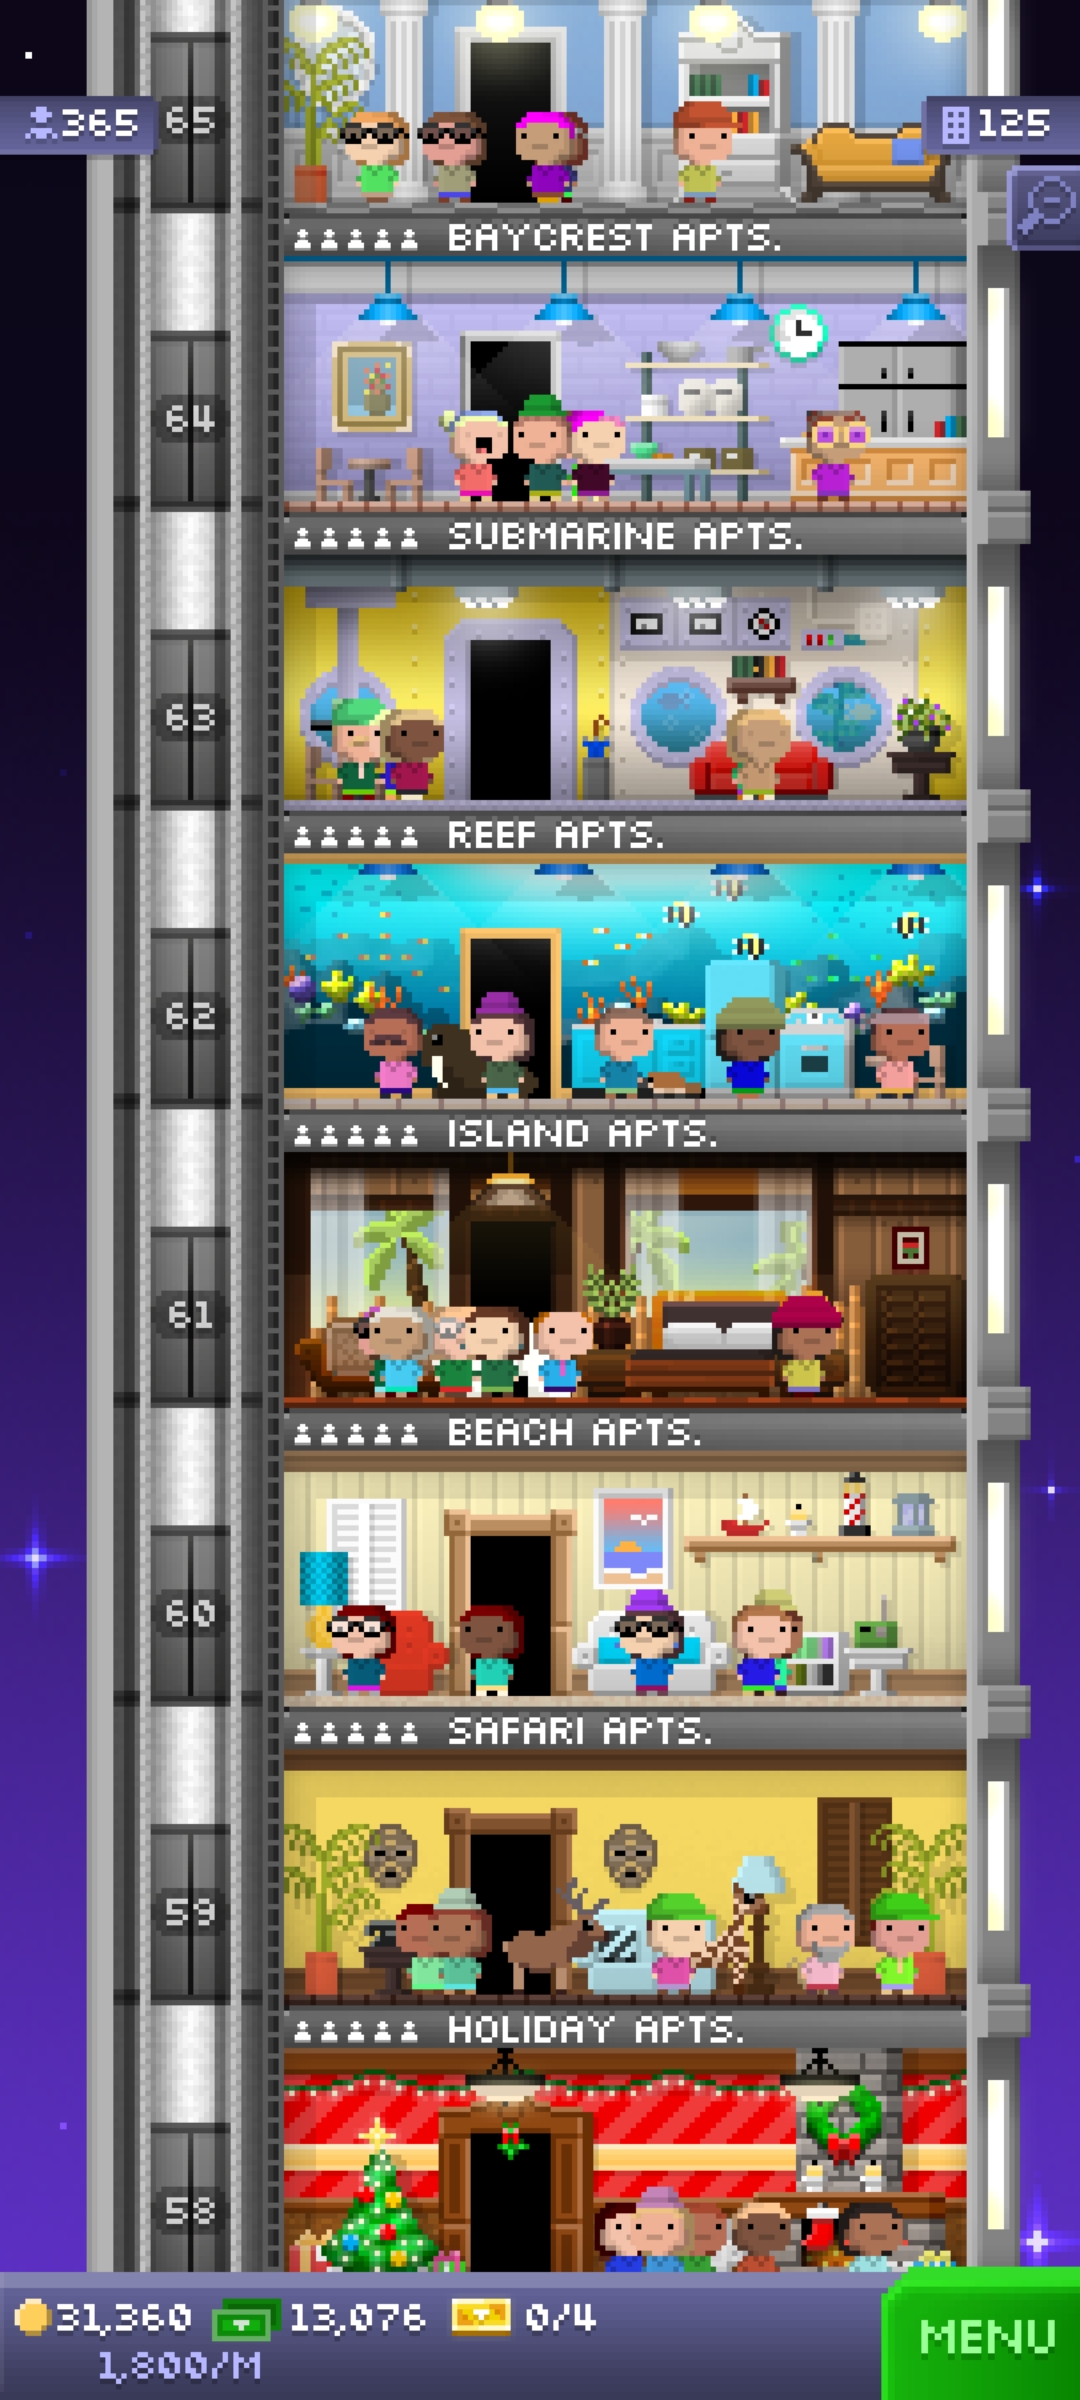 65
365
125
BAYCREST APTS.
64
SUBMARINE APTS.
63
REEF APTS.
62
ISLAND APTS.
61
BEACH APTS.
60
SAFARI APTS.
59
HOLIDAY APTS.
58
31,360 13,076 0/4
1,800/M
MENU